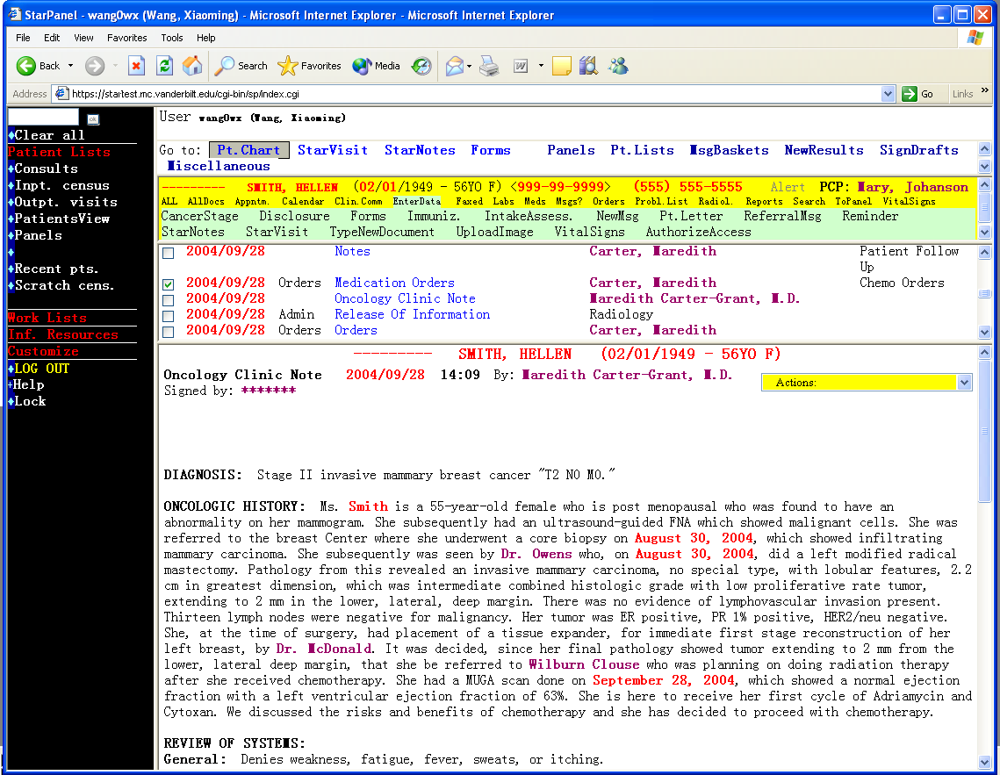 StarPanel - wang0wx (Wang, Xiaoming) - Microsoft Internet Explorer - Microsoft Internet Explorer
File Edit View Favorites Tools Help
Back Search Favorites Media
Address https://startest.mc.vanderbilt.edu/cgi-bin/sp/index.cgi Go Links »
ok
Clear all
Patient Lists
Consults
Inpt. census
Outpt. visits
PatientsView
Panels
Recent pts.
Scratch cens.
Work Lists
Inf. Resources
Customize
LOG OUT
+Help
Lock
User wang0wx (Wang, Xiaoming)
Go to: Pt.Chart StarVisit StarNotes Forms Panels Pt.Lists MsgBaskets NewResults SignDrafts
Miscellaneous
--------- SMITH, HELLEN (02/01/1949 - 56YO F) <999-99-9999> (555) 555-5555 Alert PCP: Mary, Johanson
ALL AllDocs Appntm. Calendar Clin.Comm EnterData Faxed Labs Meds Msgs? Orders Probl.List Radiol. Reports Search ToPanel VitalSigns
CancerStage Disclosure Forms Immuniz. IntakeAssess. NewMsg Pt.Letter ReferralMsg Reminder
StarNotes StarVisit TypeNewDocument UploadImage VitalSigns AuthorizeAccess
2004/09/28 Notes Carter, Maredith Patient Follow
Up
2004/09/28 Orders Medication Orders Carter, Maredith Chemo Orders
2004/09/28 Oncology Clinic Note Maredith Carter-Grant, M.D.
2004/09/28 Admin Release Of Information Radiology
2004/09/28 Orders Orders Carter, Maredith
--------- SMITH, HELLEN (02/01/1949 - 56YO F)
Oncology Clinic Note 2004/09/28 14:09 By: Maredith Carter-Grant, M.D.
Actions:
Signed by: *******
DIAGNOSIS: Stage II invasive mammary breast cancer "T2 N0 M0."
ONCOLOGIC HISTORY: Ms. Smith is a 55-year-old female who is post menopausal who was found to have an
abnormality on her mammogram. She subsequently had an ultrasound-guided FNA which showed malignant cells. She was
referred to the breast Center where she underwent a core biopsy on August 30, 2004, which showed infiltrating
mammary carcinoma. She subsequently was seen by Dr. Owens who, on August 30, 2004, did a left modified radical
mastectomy. Pathology from this revealed an invasive mammary carcinoma, no special type, with lobular features, 2.2
cm in greatest dimension, which was intermediate combined histologic grade with low proliferative rate tumor,
extending to 2 mm in the lower, lateral, deep margin. There was no evidence of lymphovascular invasion present.
Thirteen lymph nodes were negative for malignancy. Her tumor was ER positive, PR 1% positive, HER2/neu negative.
She, at the time of surgery, had placement of a tissue expander, for immediate first stage reconstruction of her
left breast, by Dr. McDonald. It was decided, since her final pathology showed tumor extending to 2 mm from the
lower, lateral deep margin, that she be referred to Wilburn Clouse who was planning on doing radiation therapy
after she received chemotherapy. She had a MUGA scan done on September 28, 2004, which showed a normal ejection
fraction with a left ventricular ejection fraction of 63%. She is here to receive her first cycle of Adriamycin and
Cytoxan. We discussed the risks and benefits of chemotherapy and she has decided to proceed with chemotherapy.
REVIEW OF SYSTEMS:
General: Denies weakness, fatigue, fever, sweats, or itching.